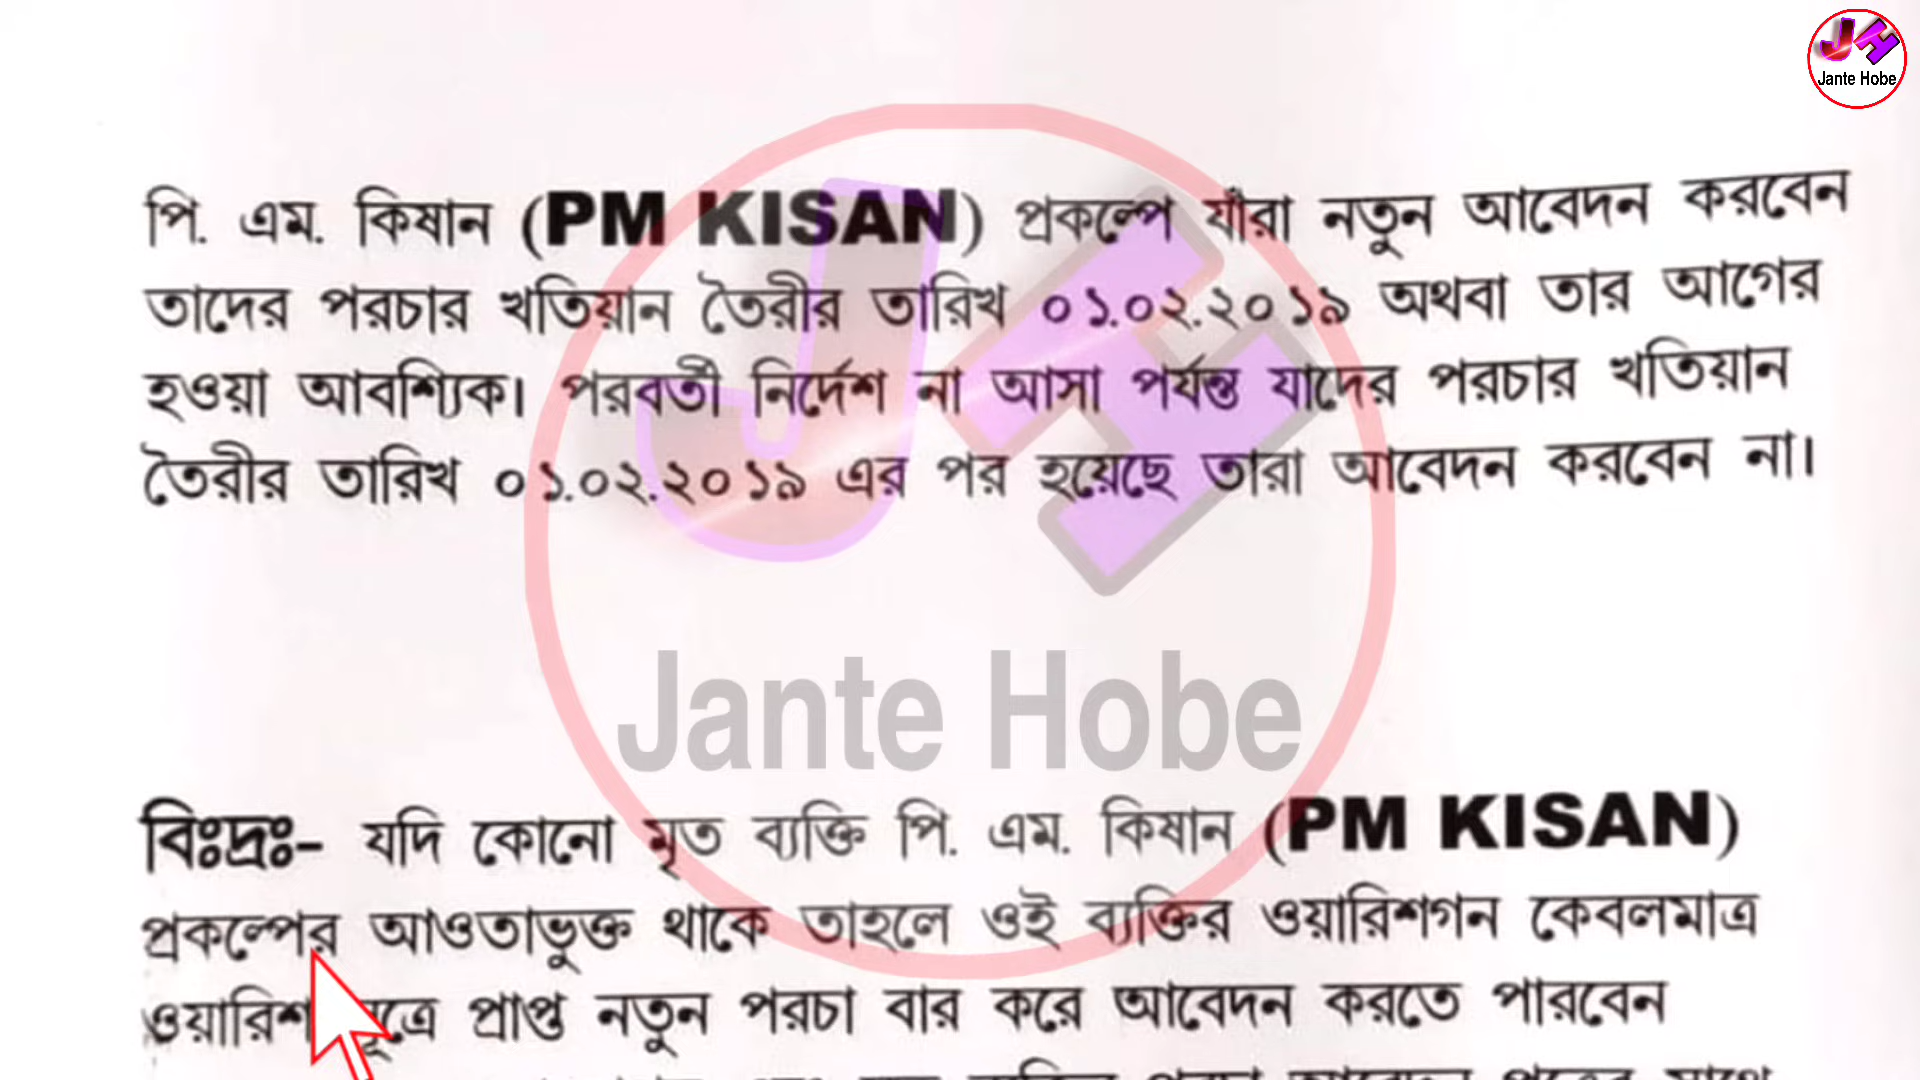 JH
Jante Hobe
পি. এম. কিষান (PM KISAN) প্রকল্পে যাঁরা নতুন আবেদন করবেন
তাদের পরচার খতিয়ান তৈরীর তারিখ ০১.০২.২০১৯ অথবা তার আগের
হওয়া আবশ্যিক। পরবর্তী নির্দেশ না আসা পর্যন্ত যাদের পরচার খতিয়ান
তৈরীর তারিখ ০১.০২.২০১৯ এর পর হয়েছে তারা আবেদন করবেন না।
JH
Jante Hobe
বিঃদ্রঃ- যদি কোনো মৃত ব্যক্তি পি. এম. কিষান (PM KISAN)
প্রকল্পের আওতাভুক্ত থাকে তাহলে ওই ব্যক্তির ওয়ারিশগন কেবলমাত্র
ওয়ারিশ সূত্রে প্রাপ্ত নতুন পরচা বার করে আবেদন করতে পারবেন